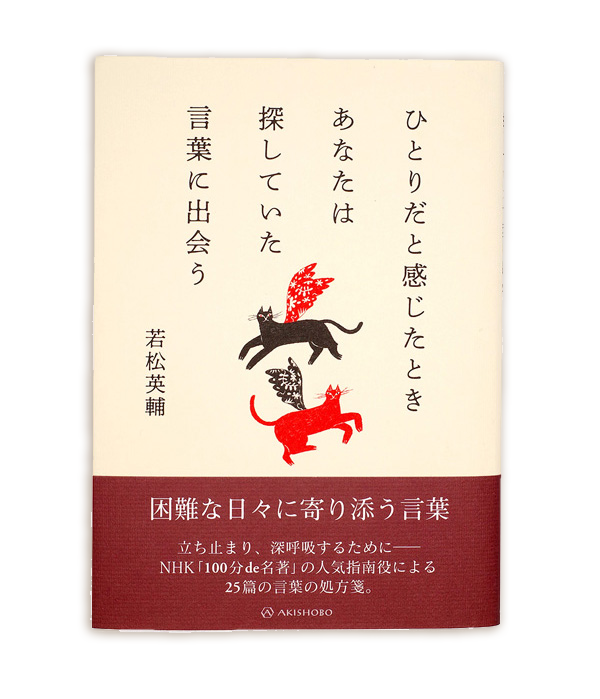 ひとりだと感じたとき
あなたは
探していた
言葉に出会う
若松英輔
困難な日々に寄り添う言葉
立ち止まり、深呼吸するために——
NHK「100分de名著」の人気指南役による
25篇の言葉の処方箋。
AKISHOBO